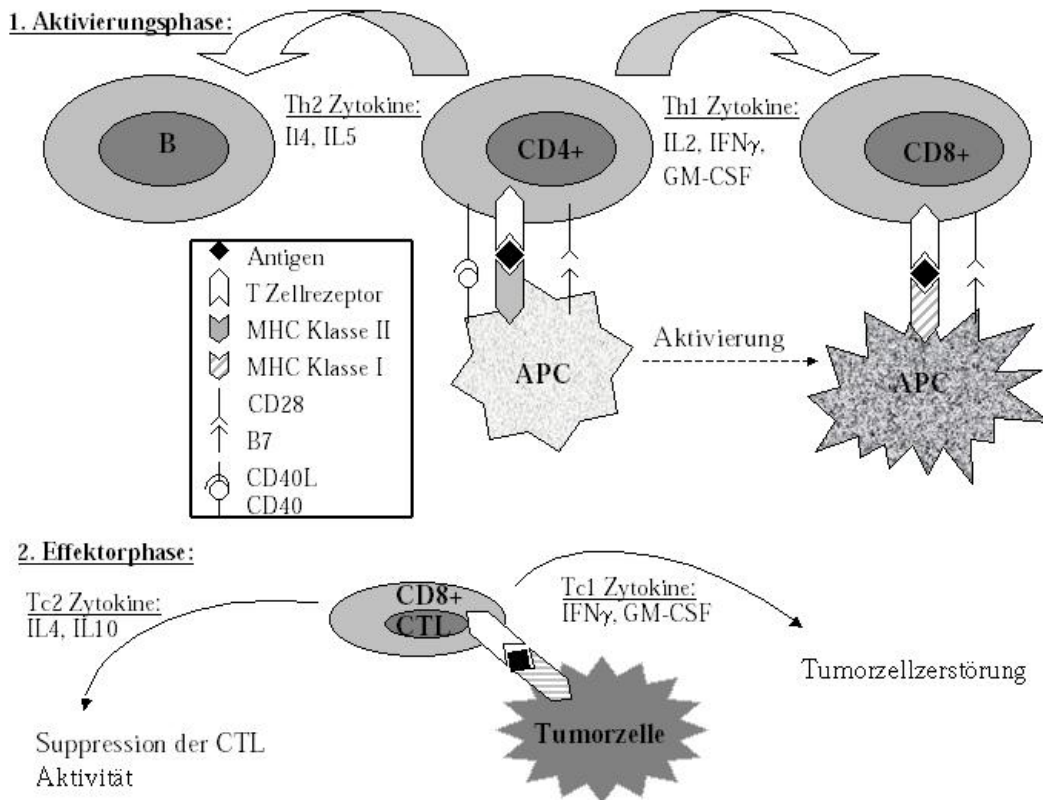 1. Aktivierungsphase:
Th2 Zytokine:
Il4, IL5
Th1 Zytokine:
IL2, IFNγ,
GM-CSF
B
CD4+
CD8+
Antigen
T Zellrezeptor
MHC Klasse II
MHC Klasse I
CD28
B7
CD40L
CD40
APC
Aktivierung
APC
2. Effektorphase:
Tc2 Zytokine:
IL4, IL10
CD8+
CTL
Tc1 Zytokine:
IFNγ, GM-CSF
Tumorzellzerstörung
Tumorzelle
Suppression der CTL
Aktivität